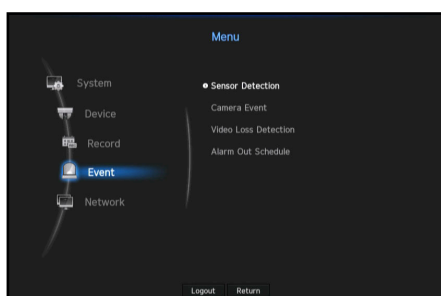 Menu
System
Device
Record
Event
Network
Sensor Detection
Camera Event
Video Loss Detection
Alarm Out Schedule
Logout Return